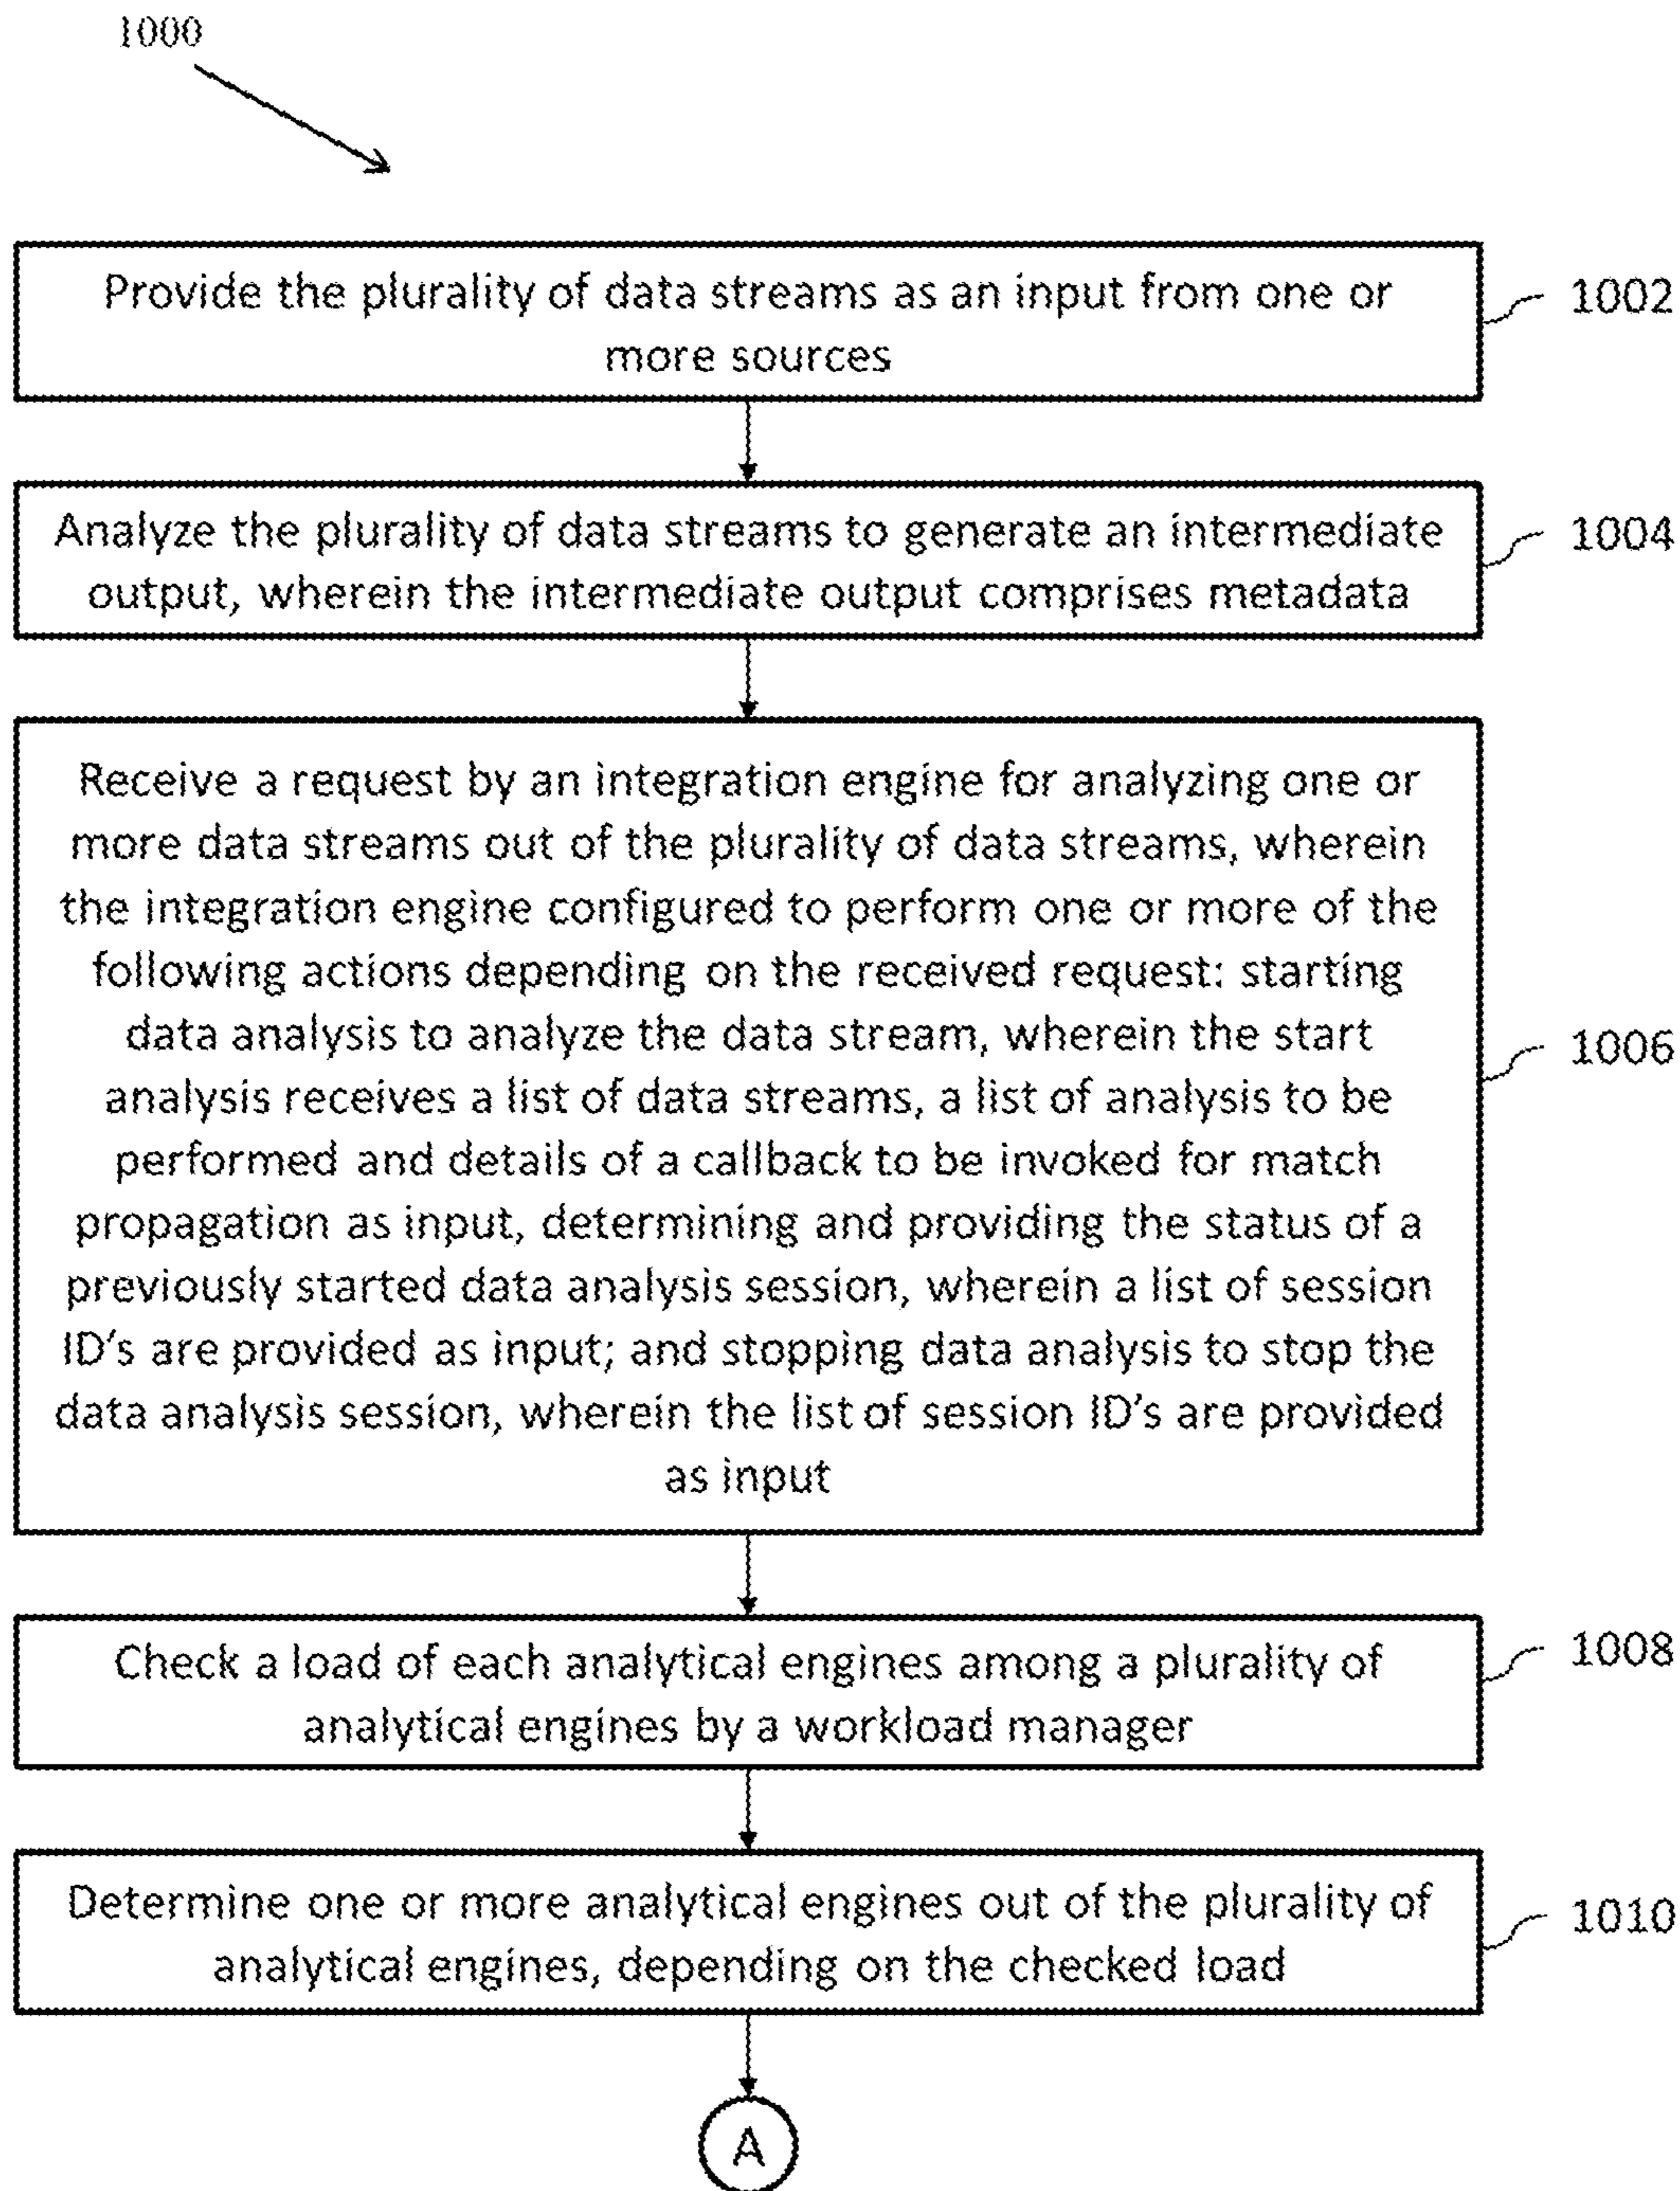 1000
Provide the plurality of data streams as an input from one or
more sources
1002
Analyze the plurality of data streams to generate an intermediate
output, wherein the intermediate output comprises metadata
1004
Receive a request by an integration engine for analyzing one or
more data streams out of the plurality of data streams, wherein
the integration engine configured to perform one or more of the
following actions depending on the received request: starting
data analysis to analyze the data stream, wherein the start
analysis receives a list of data streams, a list of analysis to be
performed and details of a callback to be invoked for match
propagation as input, determining and providing the status of a
previously started data analysis session, wherein a list of session
ID's are provided as input; and stopping data analysis to stop the
data analysis session, wherein the list of session ID's are provided
as input
1006
Check a load of each analytical engines among a plurality of
analytical engines by a workload manager
1008
Determine one or more analytical engines out of the plurality of
analytical engines, depending on the checked load
1010
A